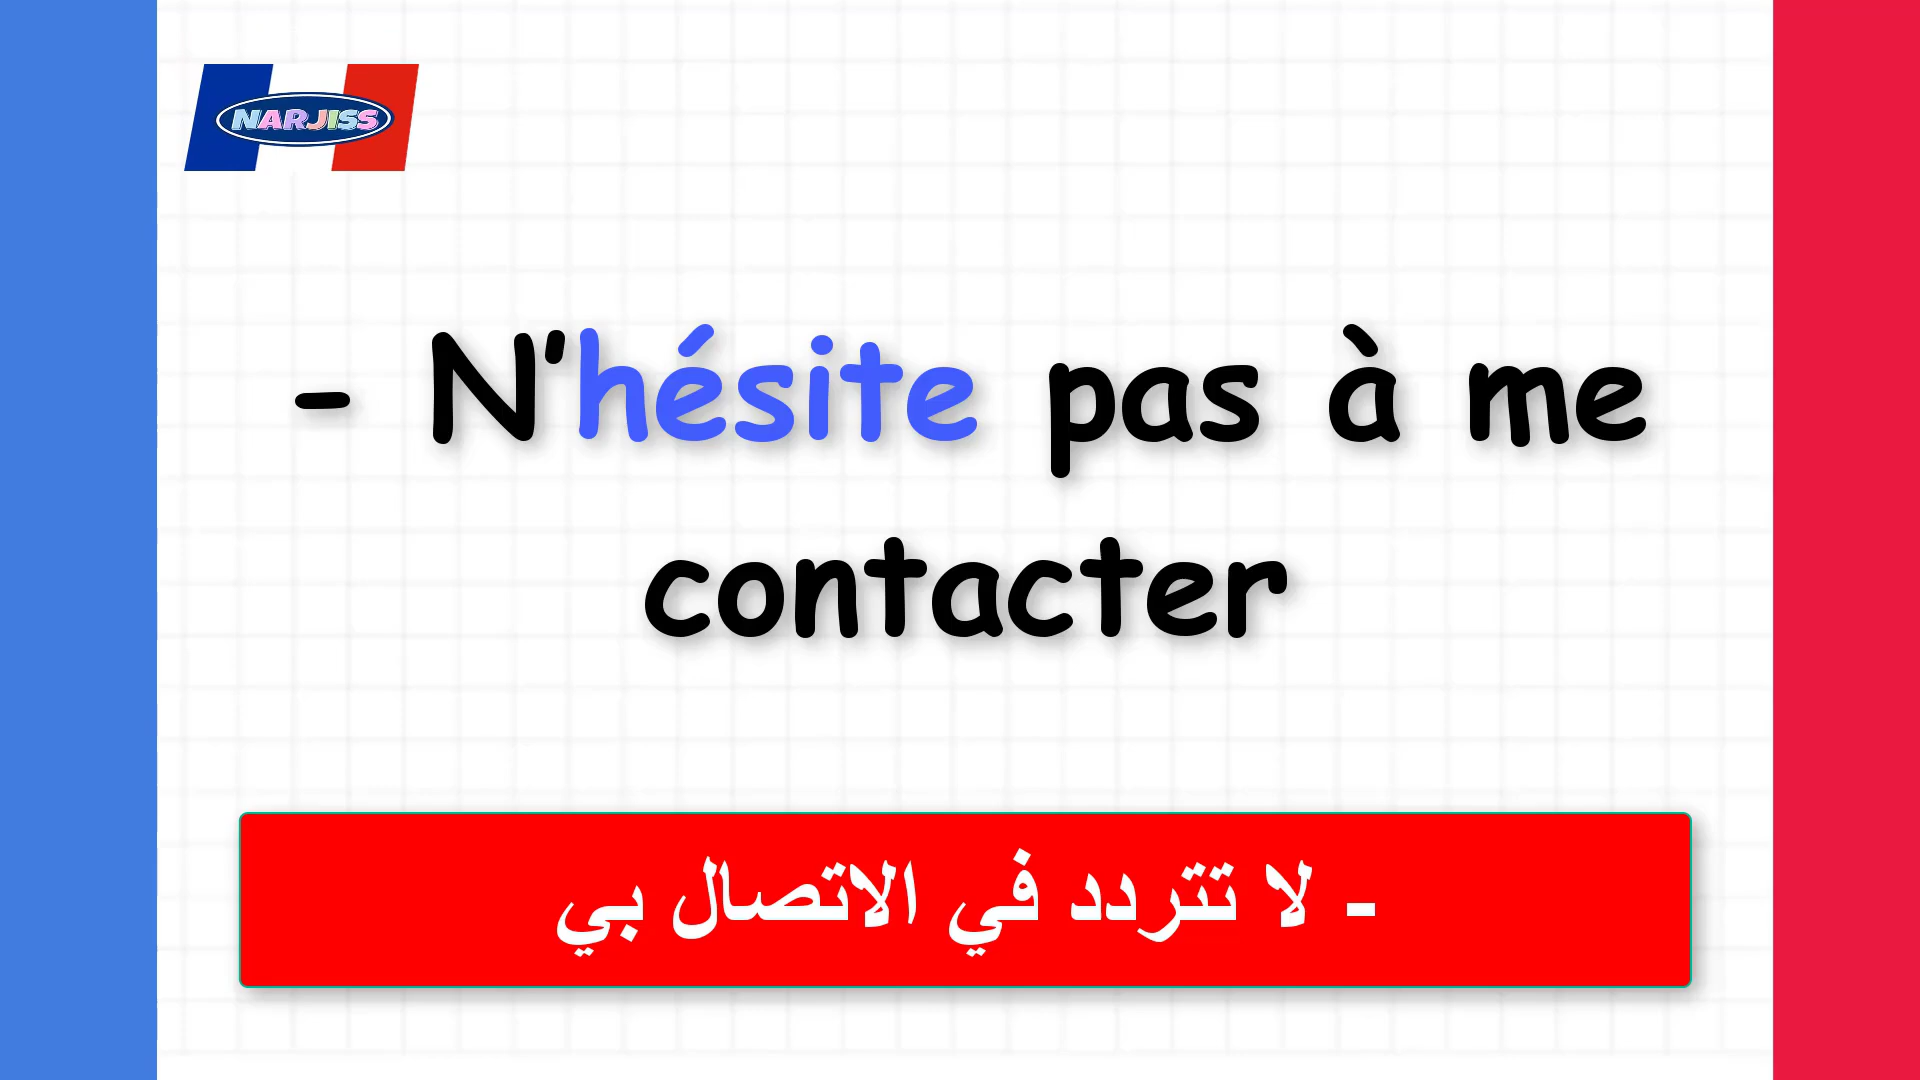 NARJISS
- N'hésite pas à me
contacter
- لا تتردد في الاتصال بي